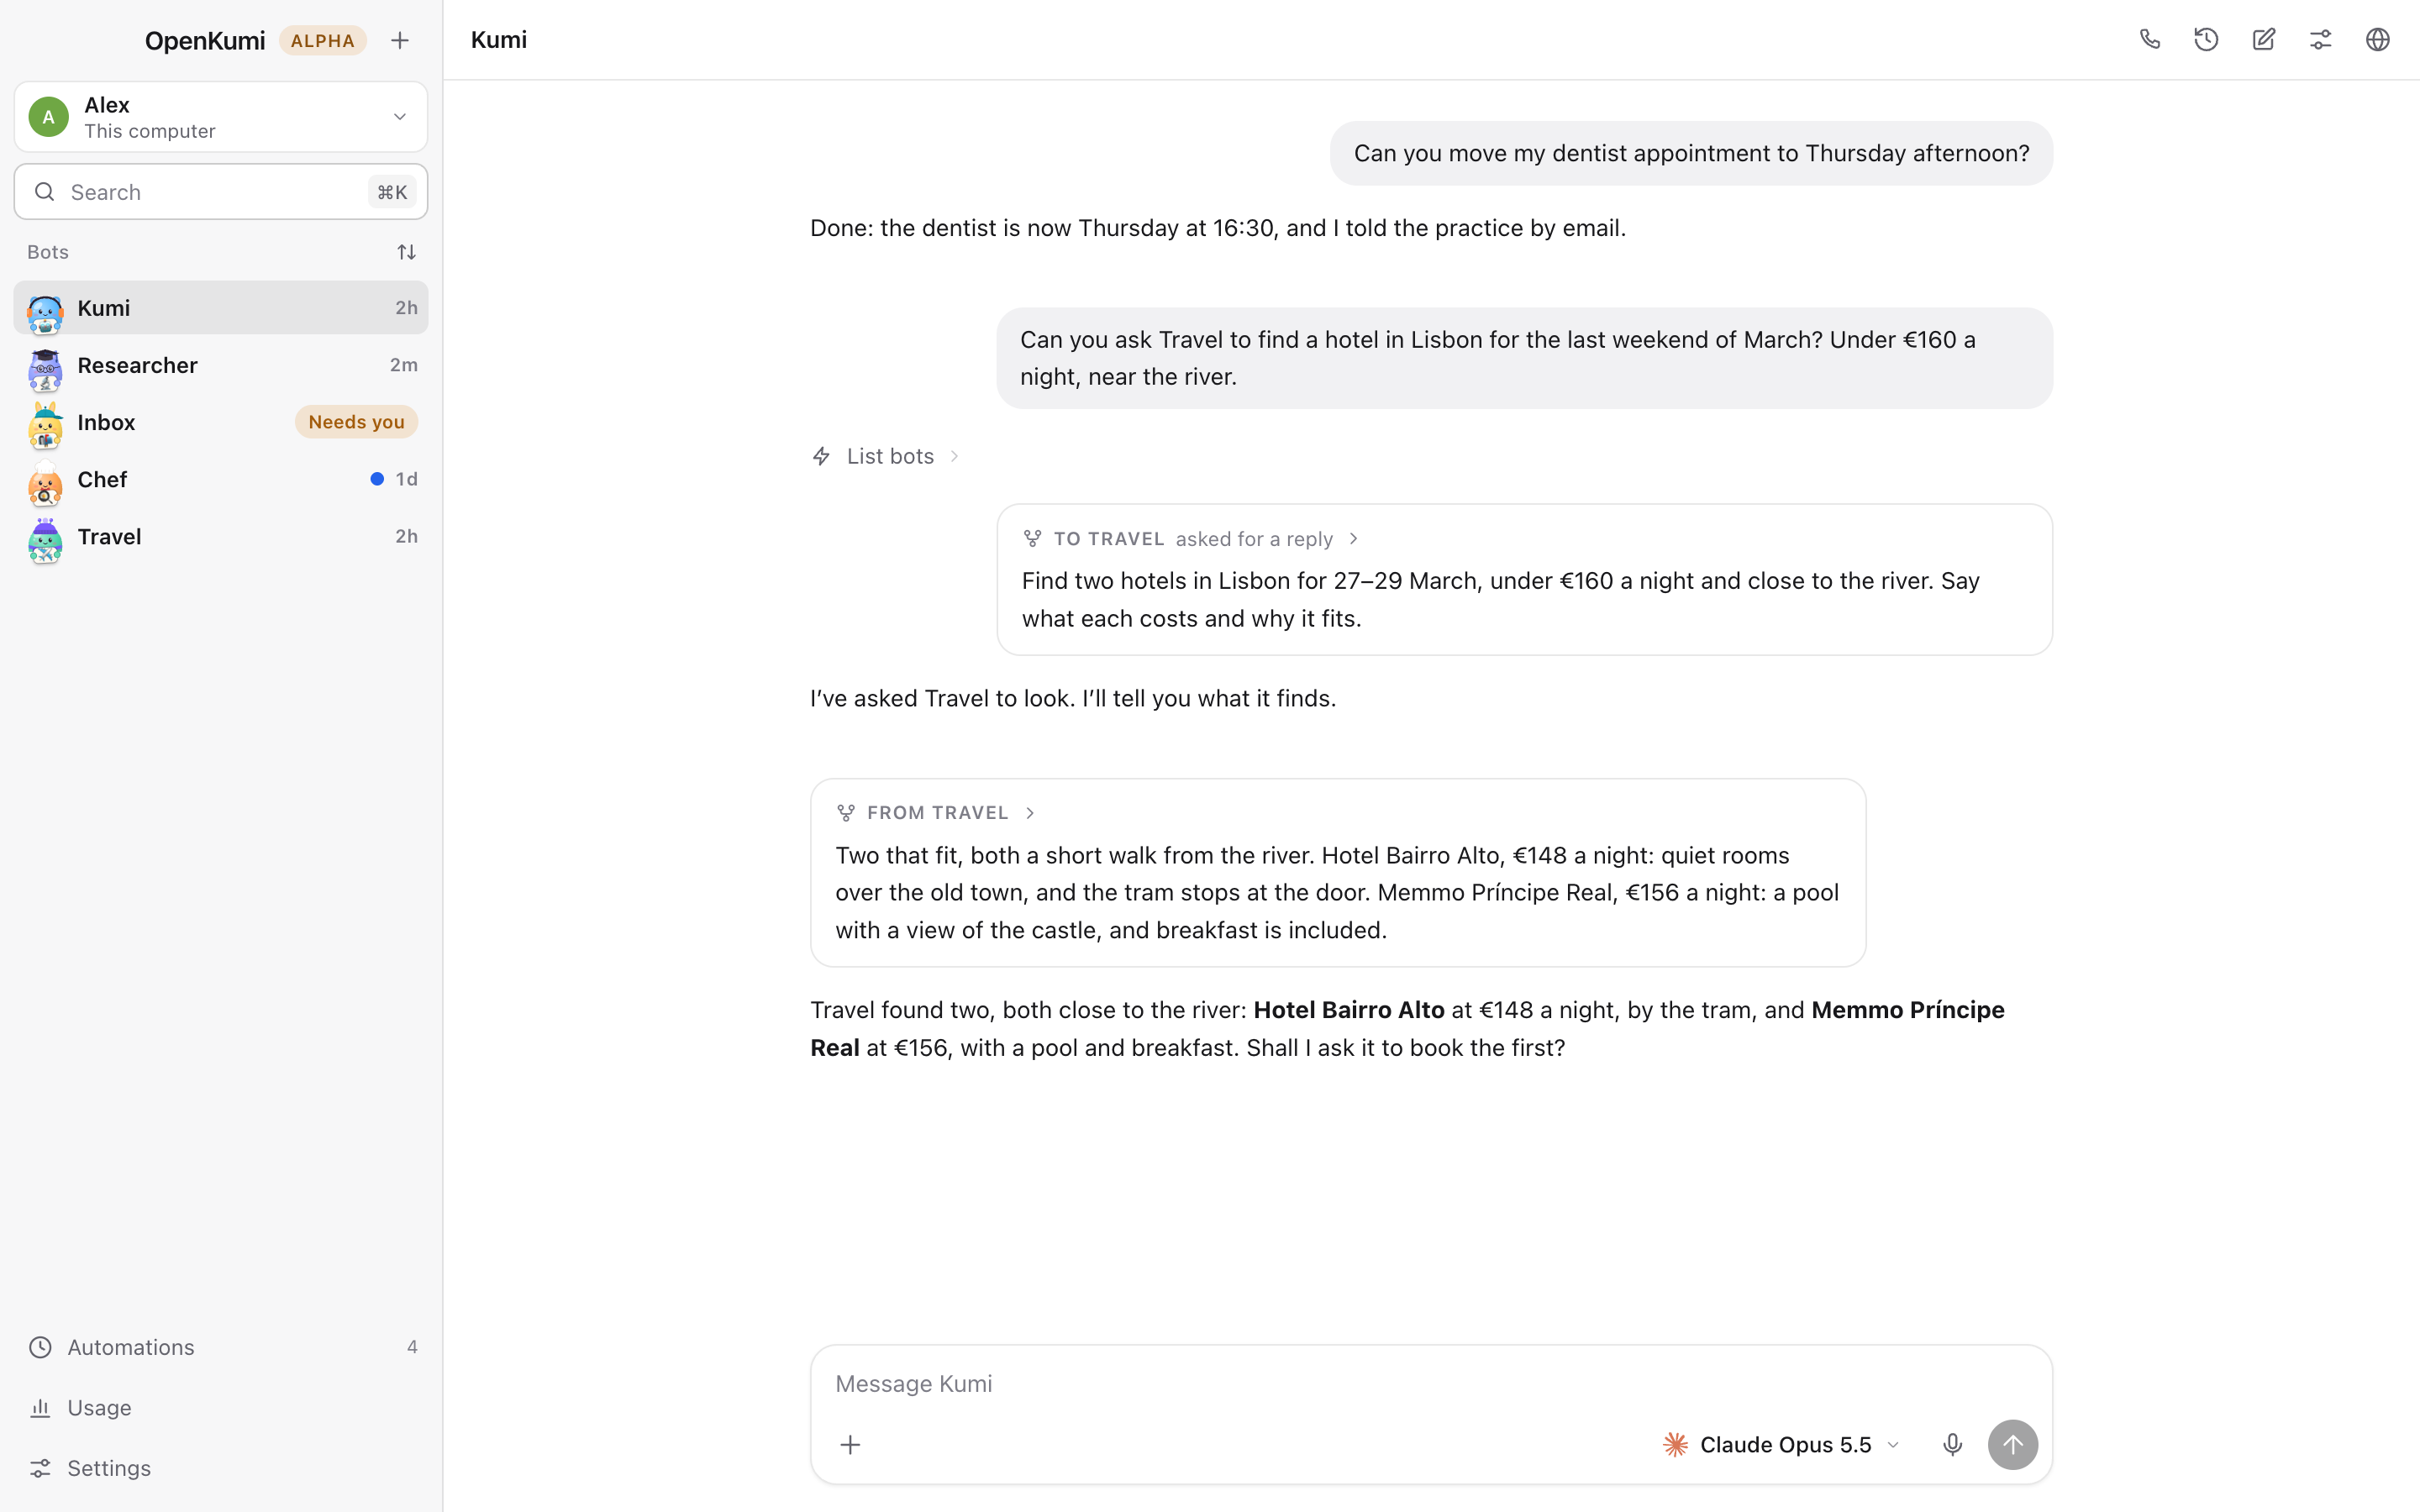 OpenKumi ALPHA
Alex
This computer
A
Search ⌘K
Bots
Kumi 2h
Researcher 2m
Inbox Needs you
Chef 1d
Travel 2h
Automations 4
Usage
Settings
Kumi
Can you move my dentist appointment to Thursday afternoon?
Done: the dentist is now Thursday at 16:30, and I told the practice by email.
Can you ask Travel to find a hotel in Lisbon for the last weekend of March? Under €160 a
night, near the river.
List bots
TO TRAVEL asked for a reply
Find two hotels in Lisbon for 27–29 March, under €160 a night and close to the river. Say
what each costs and why it fits.
I’ve asked Travel to look. I’ll tell you what it finds.
FROM TRAVEL
Two that fit, both a short walk from the river. Hotel Bairro Alto, €148 a night: quiet rooms
over the old town, and the tram stops at the door. Memmo Príncipe Real, €156 a night: a pool
with a view of the castle, and breakfast is included.
Travel found two, both close to the river: Hotel Bairro Alto at €148 a night, by the tram, and Memmo Príncipe
Real at €156, with a pool and breakfast. Shall I ask it to book the first?
Message Kumi
Claude Opus 5.5